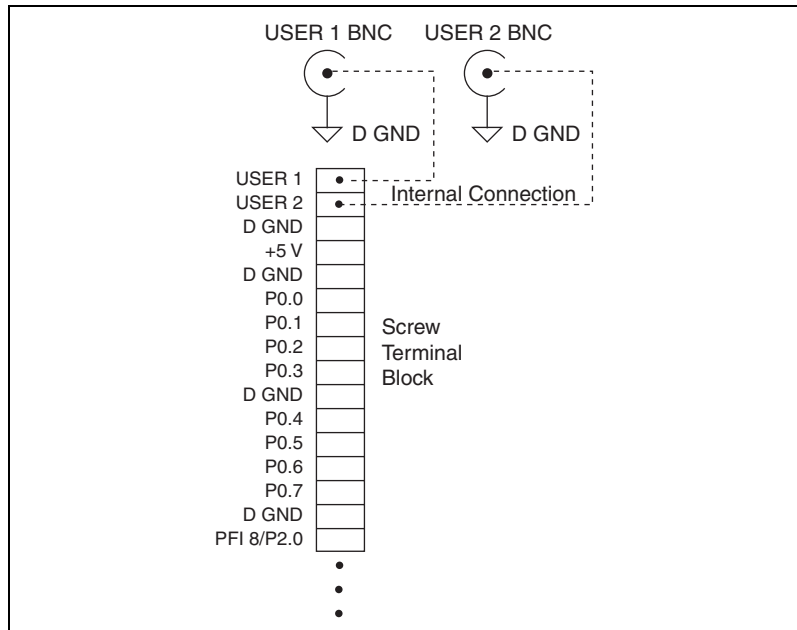 USER 1 BNC
USER 2 BNC
D GND
D GND
USER 1
Internal Connection
USER 2
D GND
+5 V
D GND
P0.0
P0.1
P0.2
P0.3
Screw
Terminal
Block
D GND
P0.4
P0.5
P0.6
P0.7
D GND
PFI 8/P2.0